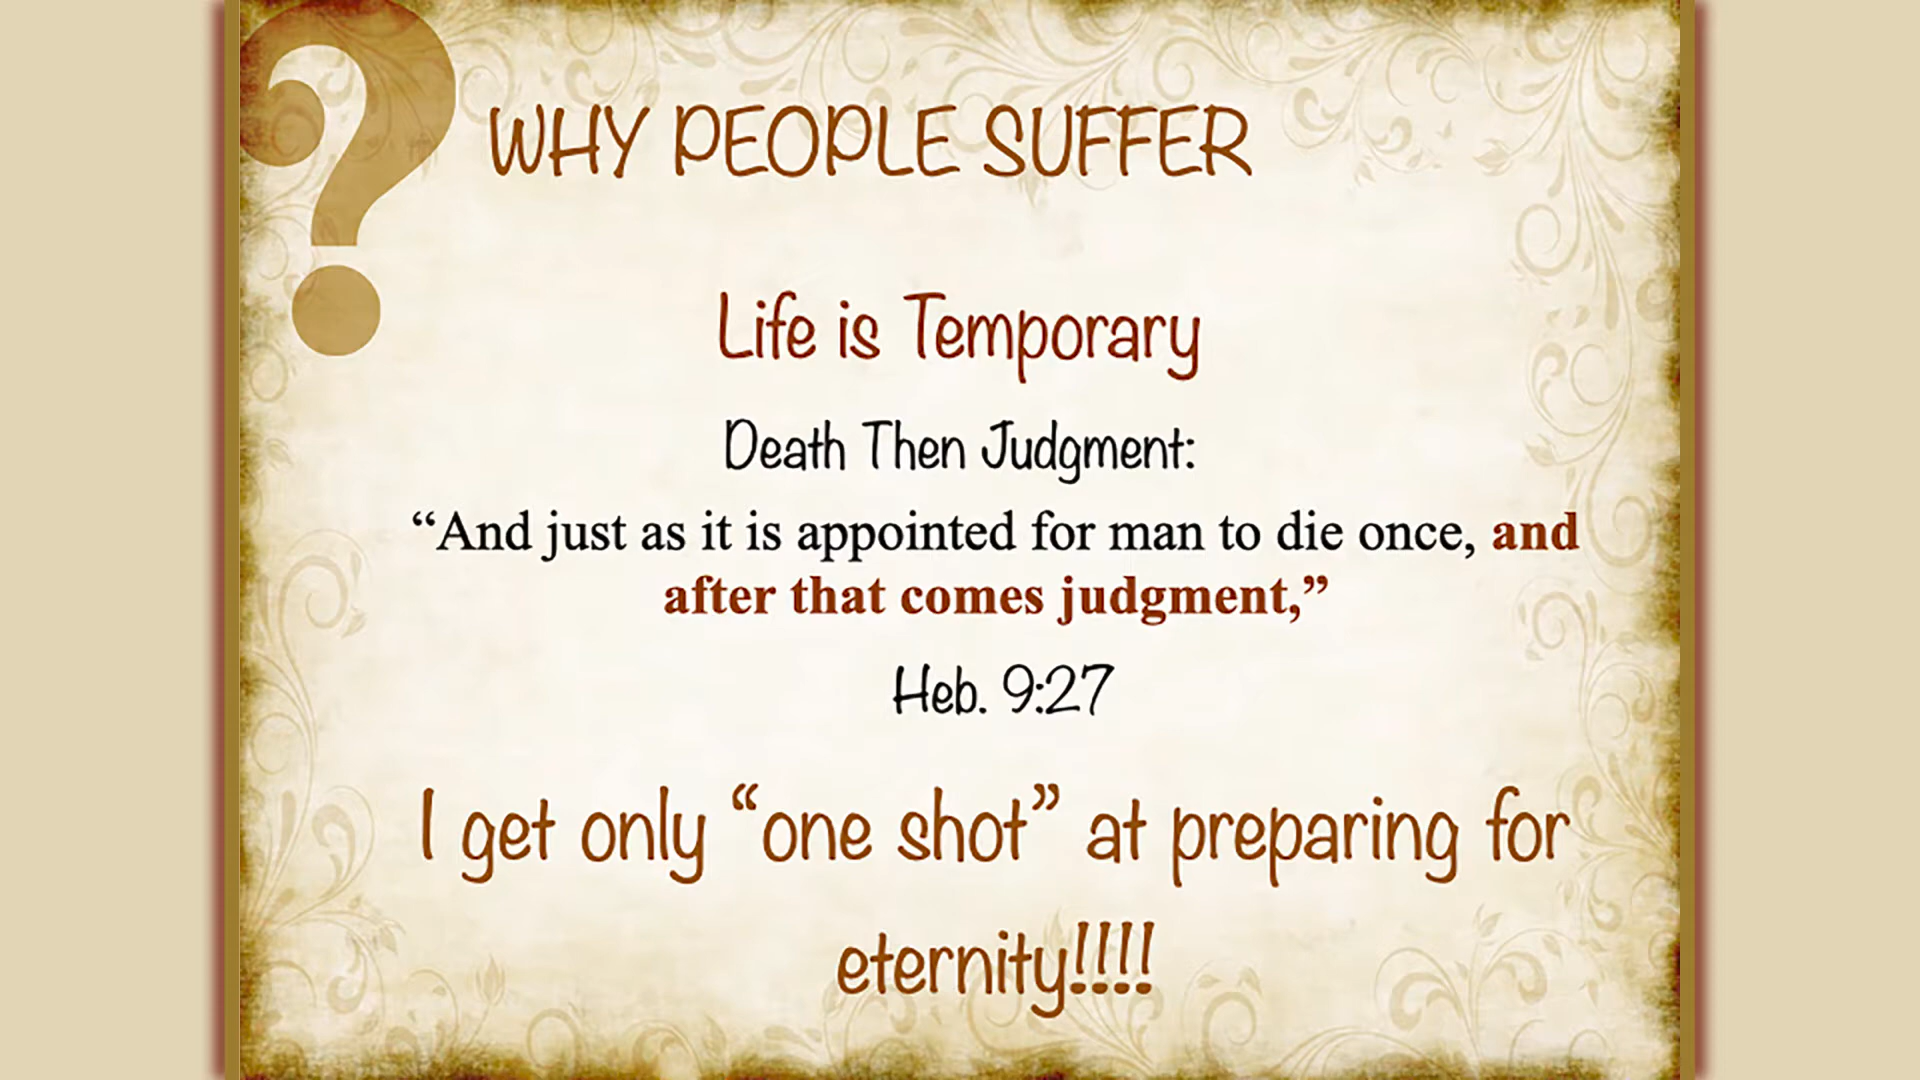 ?
WHY PEOPLE SUFFER
Life is Temporary
Death Then Judgment:
“And just as it is appointed for man to die once, and
after that comes judgment,”
Heb. 9:27
I get only “one shot” at preparing for
eternity!!!!